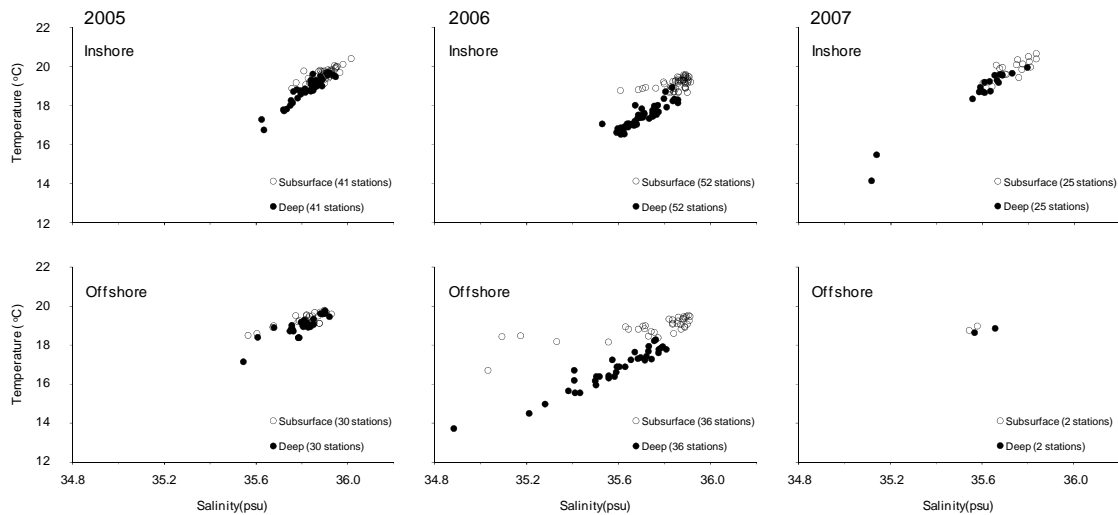 2005
2006
2007
Inshore
Inshore
Inshore
Temperature (°C)
22
20
18
16
14
12
Subsurface (41 stations)
Deep (41 stations)
Subsurface (52 stations)
Deep (52 stations)
Subsurface (25 stations)
Deep (25 stations)
Offshore
Offshore
Offshore
Temperature (°C)
22
20
18
16
14
12
Subsurface (30 stations)
Deep (30 stations)
Subsurface (36 stations)
Deep (36 stations)
Subsurface (2 stations)
Deep (2 stations)
34.8 35.2 35.6 36.0
34.8 35.2 35.6 36.0
34.8 35.2 35.6 36.0
Salinity(psu)
Salinity(psu)
Salinity(psu)